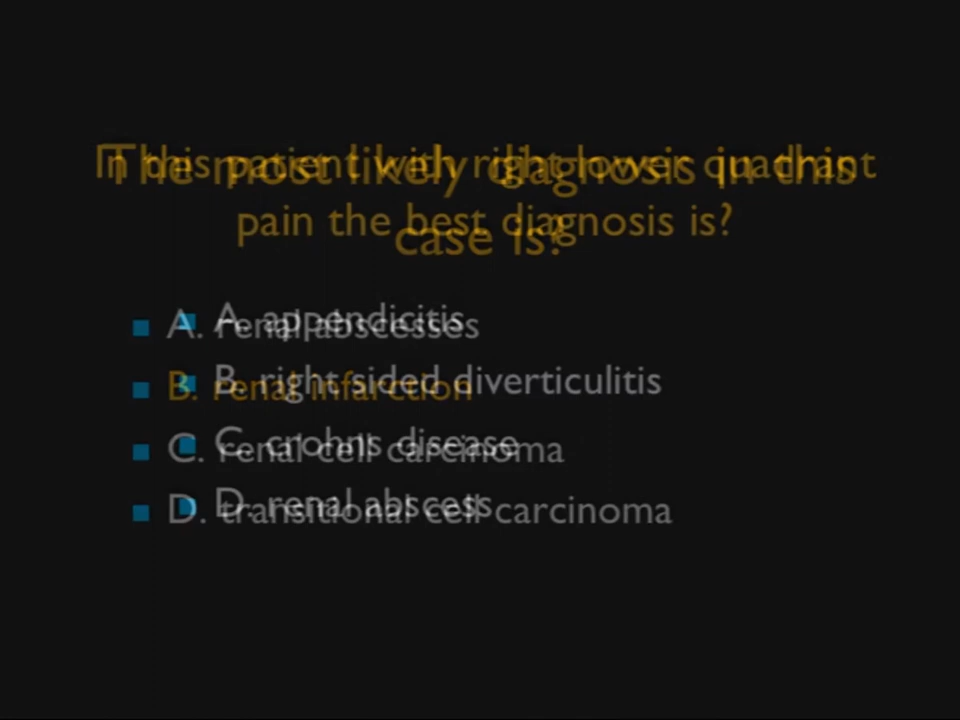 The most likely diagnosis in this
case is?
A. renal abscesses
B. renal infarction
C. renal cell carcinoma
D. transitional cell carcinoma
In this patient with right lower quadrant
pain the best diagnosis is?
A. appendicitis
B. right sided diverticulitis
C. crohns disease
D. renal abscess